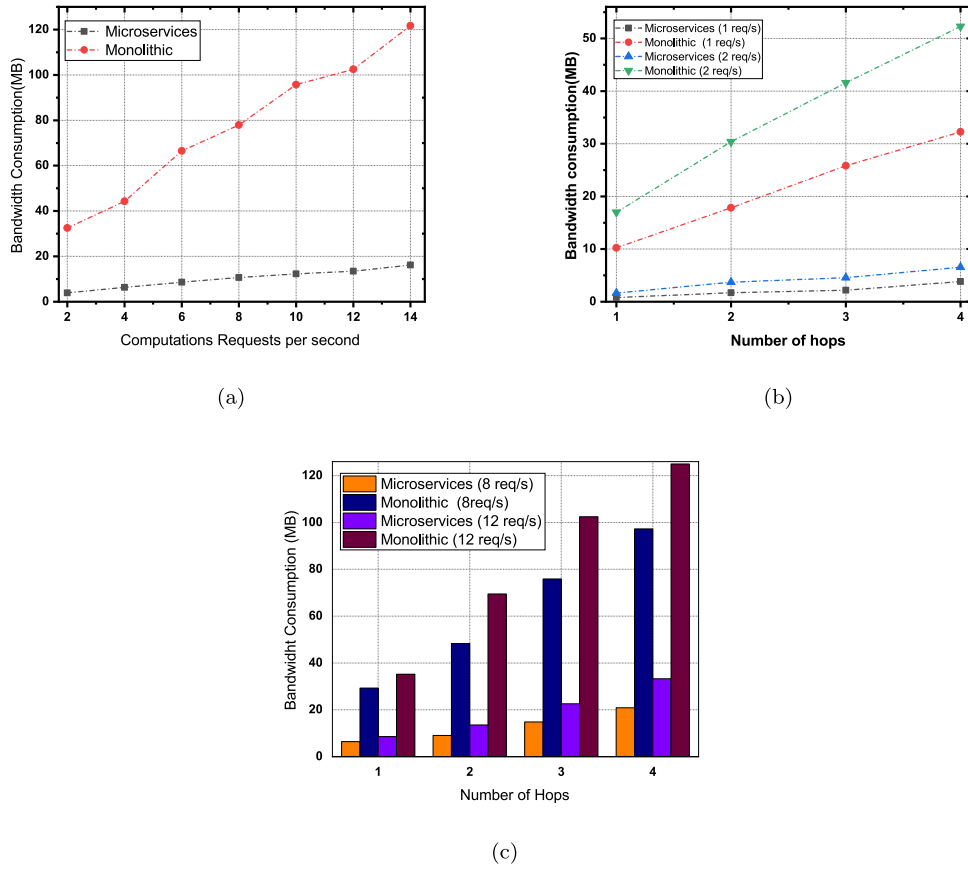 Microservices
Monolithic
120
100
80
60
40
20
0
2
4
6
8
10
12
14
Bandwidth Consumption(MB)
Computations Requests per second
(a)
Microservices (1 req/s)
Monolithic (1 req/s)
Microservices (2 req/s)
Monolithic (2 req/s)
50
40
30
20
10
0
1
2
3
4
Bandwidth consumption(MB)
Number of hops
(b)
Microservices (8 req/s)
Monolithic (8req/s)
Microservices (12 req/s)
Monolithic (12 req/s)
120
100
80
60
40
20
0
1
2
3
4
Bandwidht Consumption (MB)
Number of Hops
(c)